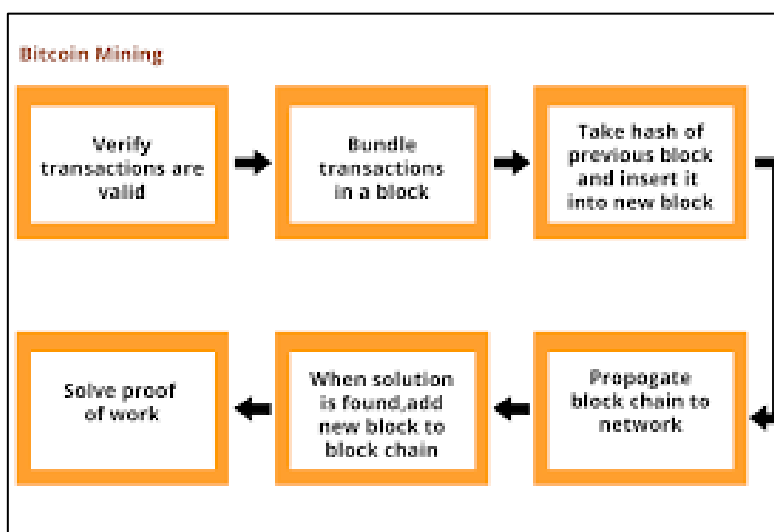 Bitcoin Mining
Verify
transactions are
valid
Bundle
transactions
in a block
Take hash of
previous block
and insert it
into new block
Propogate
block chain to
network
When solution
is found,add
new block to
block chain
Solve proof
of work